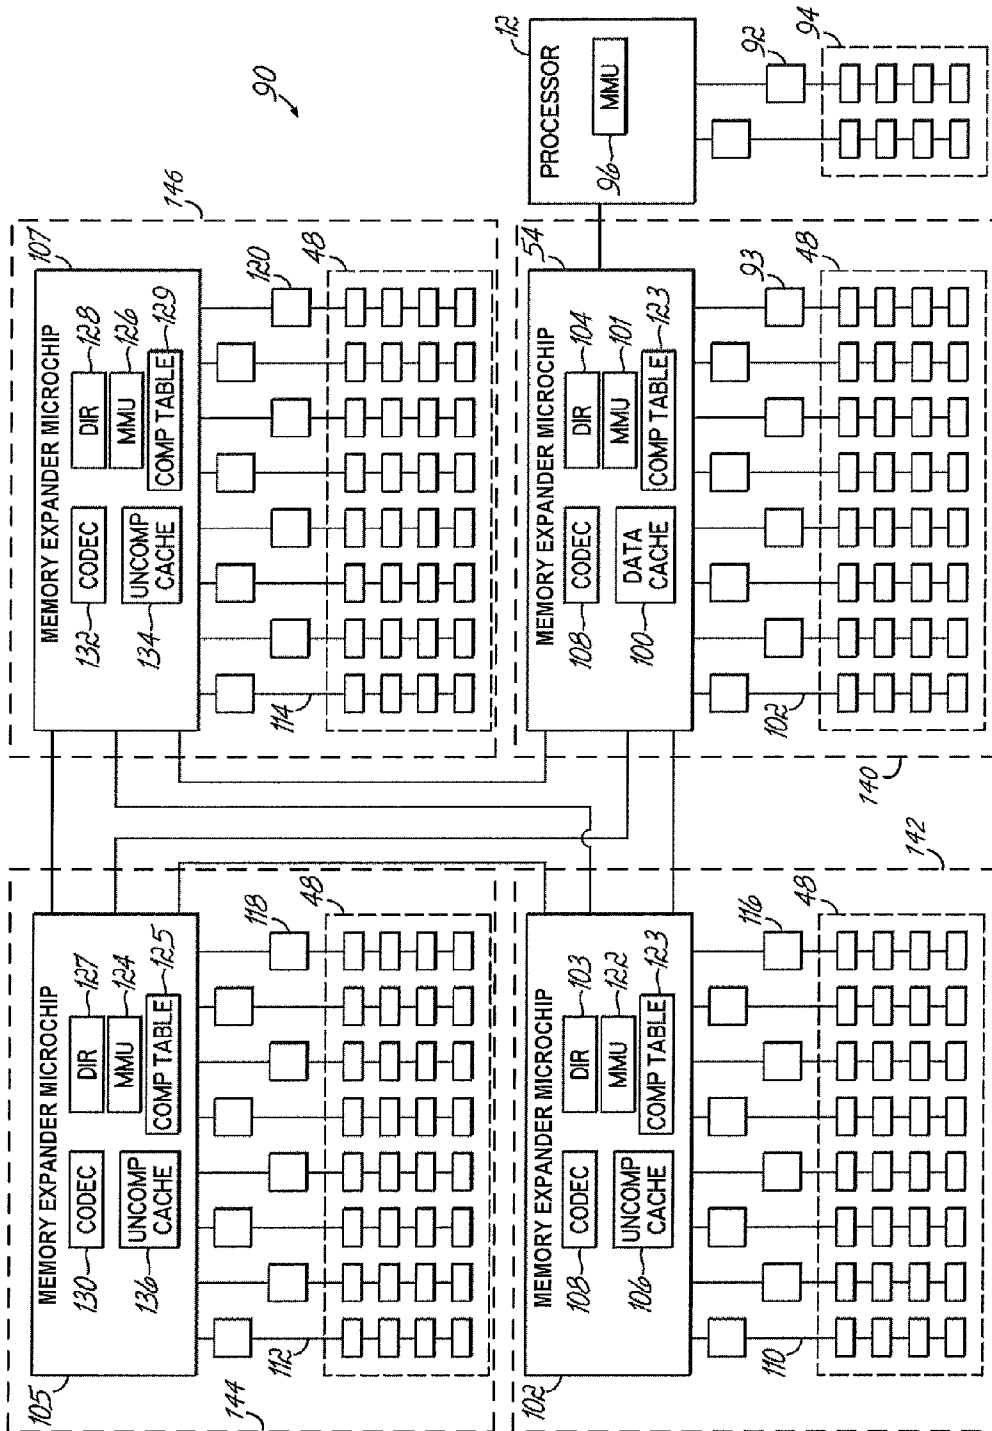 90
146
107
MEMORY EXPANDER MICROCHIP
132
CODEC
DIR
128
MMU
126
134
UNCOMP
CACHE
COMP TABLE
129
120
114
48
105
MEMORY EXPANDER MICROCHIP
130
CODEC
DIR
127
MMU
124
136
UNCOMP
CACHE
COMP TABLE
125
118
112
48
144
12
PROCESSOR
96
MMU
92
94
54
MEMORY EXPANDER MICROCHIP
108
CODEC
DIR
104
MMU
101
100
DATA
CACHE
COMP TABLE
123
93
102
48
140
142
102
MEMORY EXPANDER MICROCHIP
108
CODEC
DIR
103
MMU
122
106
UNCOMP
CACHE
COMP TABLE
123
116
110
48